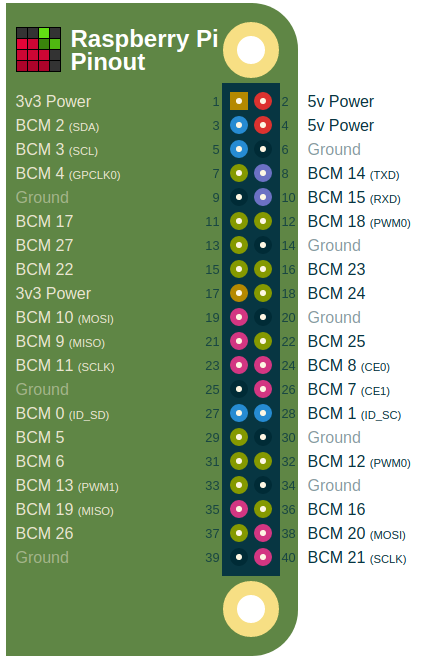 Raspberry Pi
Pinout
3v3 Power 1 2 5v Power
BCM 2 (SDA) 3 4 5v Power
BCM 3 (SCL) 5 6 Ground
BCM 4 (GPCLK0) 7 8 BCM 14 (TXD)
Ground 9 10 BCM 15 (RXD)
BCM 17 11 12 BCM 18 (PWM0)
BCM 27 13 14 Ground
BCM 22 15 16 BCM 23
3v3 Power 17 18 BCM 24
BCM 10 (MOSI) 19 20 Ground
BCM 9 (MISO) 21 22 BCM 25
BCM 11 (SCLK) 23 24 BCM 8 (CE0)
Ground 25 26 BCM 7 (CE1)
BCM 0 (ID_SD) 27 28 BCM 1 (ID_SC)
BCM 5 29 30 Ground
BCM 6 31 32 BCM 12 (PWM0)
BCM 13 (PWM1) 33 34 Ground
BCM 19 (MISO) 35 36 BCM 16
BCM 26 37 38 BCM 20 (MOSI)
Ground 39 40 BCM 21 (SCLK)